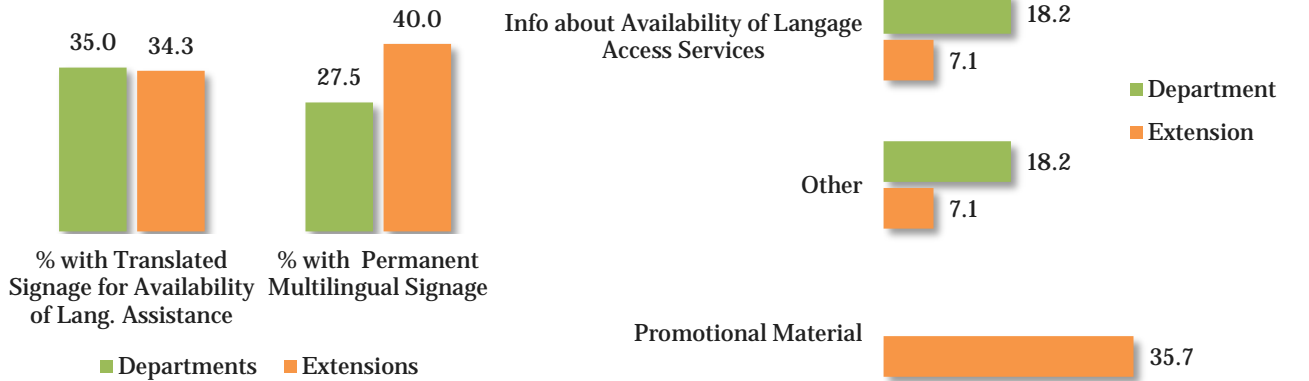 35.0
34.3
27.5
40.0
% with Translated
Signage for Availability
of Lang. Assistance
% with Permanent
Multilingual Signage
Departments
Extensions
Info about Availability of Langage
Access Services
18.2
7.1
Other
18.2
7.1
Promotional Material
35.7
Department
Extension